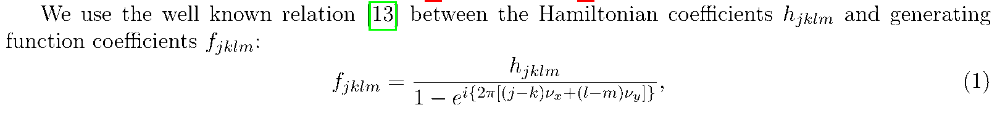 We use the well known relation [13] between the Hamiltonian coefficients h_{jklm} and generating
function coefficients f_{jklm}:
f_{jklm} = \frac{h_{jklm}}{1 - e^{i\{2\pi[(j-k)\nu_x+(l-m)\nu_y]\}}}, (1)